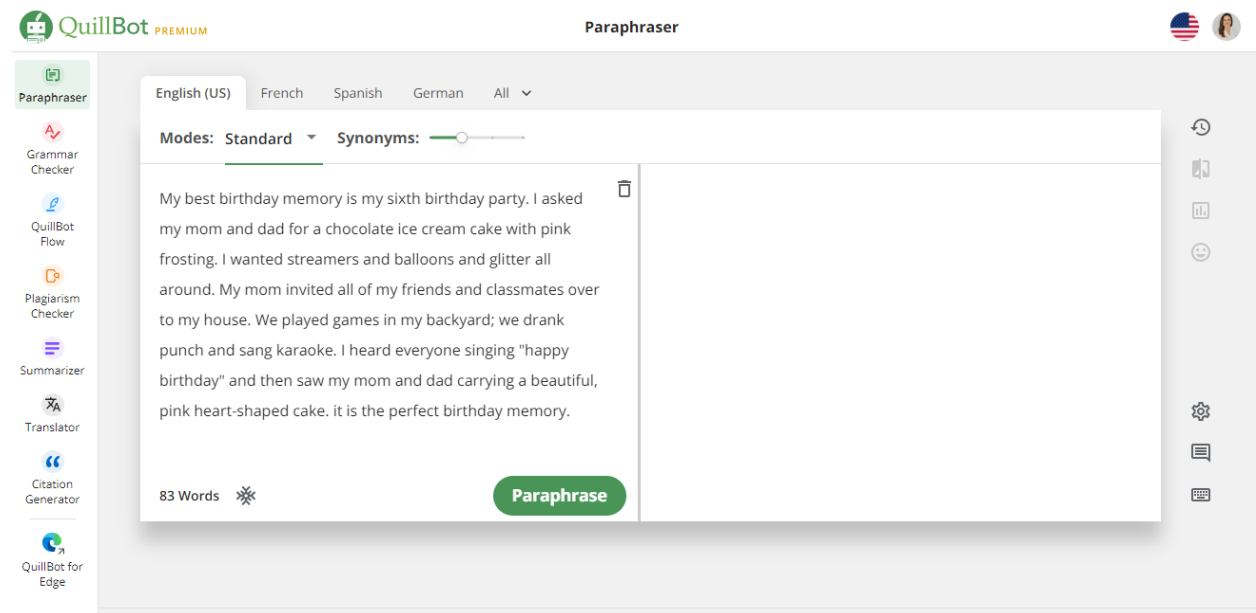 QuillBot PREMIUM
Paraphraser
Paraphraser
Grammar
Checker
QuillBot
Flow
Plagiarism
Checker
Summarizer
Translator
Citation
Generator
QuillBot for
Edge
English (US) French Spanish German All
Modes: Standard Synonyms:
My best birthday memory is my sixth birthday party. I asked
my mom and dad for a chocolate ice cream cake with pink
frosting. I wanted streamers and balloons and glitter all
around. My mom invited all of my friends and classmates over
to my house. We played games in my backyard; we drank
punch and sang karaoke. I heard everyone singing "happy
birthday" and then saw my mom and dad carrying a beautiful,
pink heart-shaped cake. it is the perfect birthday memory.
83 Words
Paraphrase